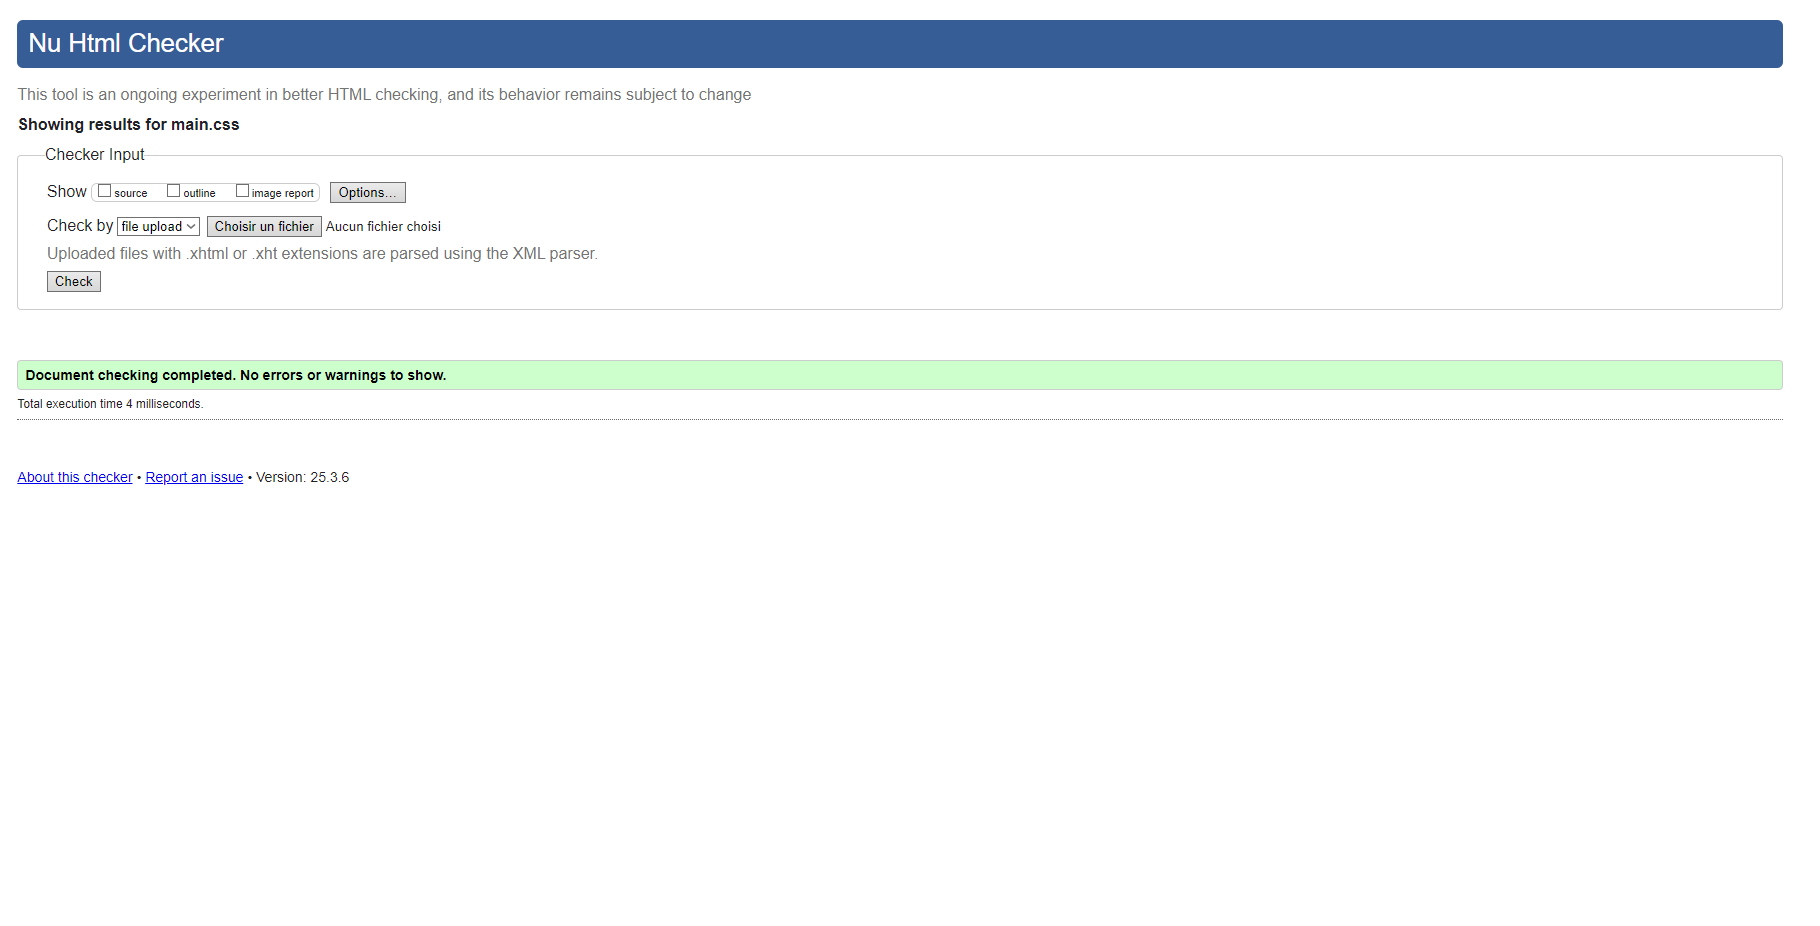 Nu Html Checker
This tool is an ongoing experiment in better HTML checking, and its behavior remains subject to change
Showing results for main.css
Checker Input
Show source outline image report Options...
Check by file upload Choisir un fichier Aucun fichier choisi
Uploaded files with .xhtml or .xht extensions are parsed using the XML parser.
Check
Document checking completed. No errors or warnings to show.
Total execution time 4 milliseconds.
About this checker • Report an issue • Version: 25.3.6